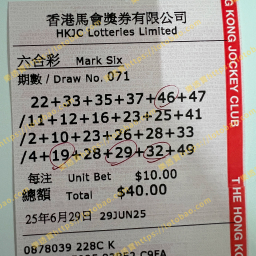 香港馬會獎券有限公司
HKJC Lotteries Limited
六合彩 Mark Six
期數 / Draw No. 071
22+33+35+37+46+47
/11+12+16+23+25+41
/2+10+23+26+28+33
/4+19+28+29+32+49
每注 Unit Bet $10.00
總額 Total $40.00
25年6月29日 29JUN25
0B78039 228C K
NG KONG JOCKEY CLUB
THE HONG KO